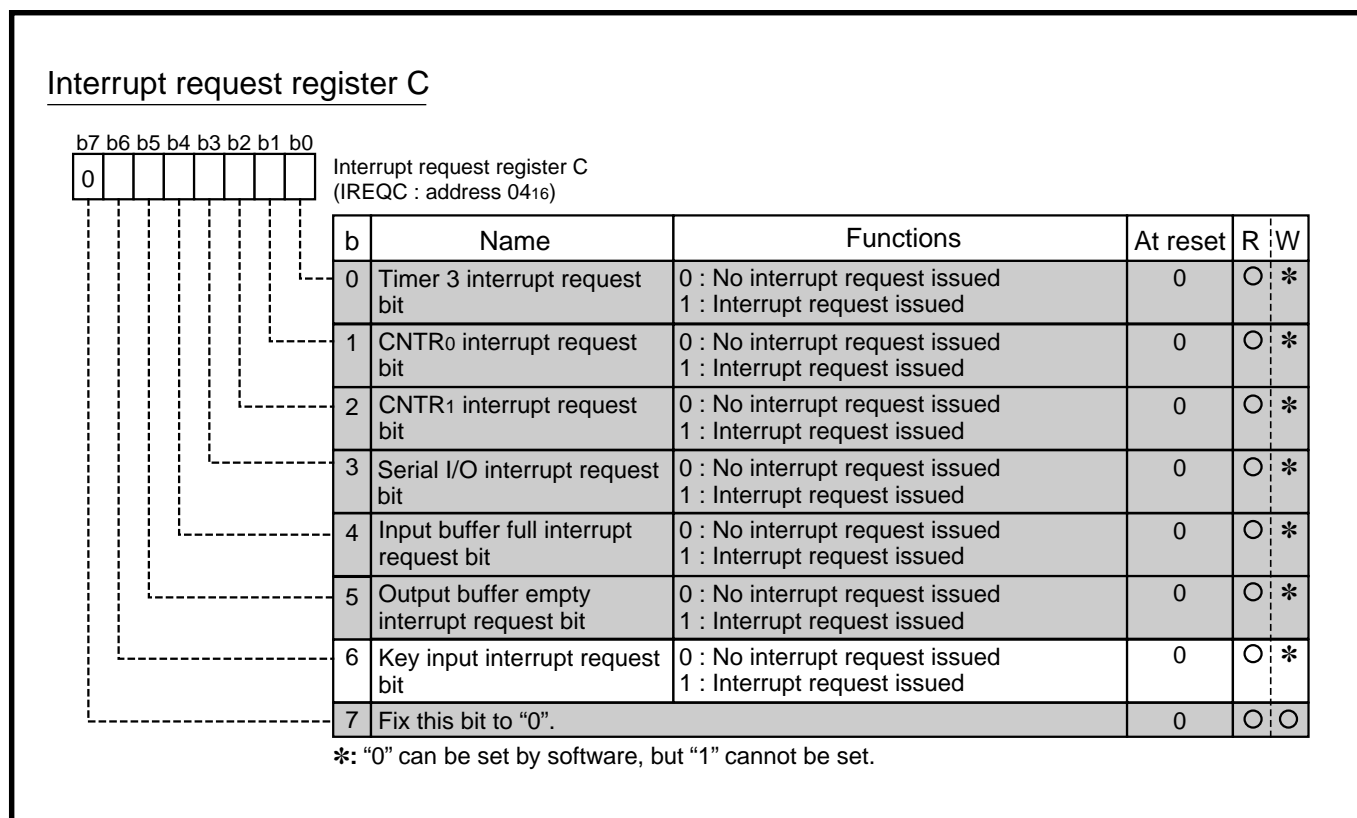 Interrupt request register C
b7 b6 b5 b4 b3 b2 b1 b0
0
Interrupt request register C
(IREQC : address 0416)
b Name Functions At reset R W
0 Timer 3 interrupt request bit 0 : No interrupt request issued
1 : Interrupt request issued 0 ○ ✻
1 CNTR0 interrupt request bit 0 : No interrupt request issued
1 : Interrupt request issued 0 ○ ✻
2 CNTR1 interrupt request bit 0 : No interrupt request issued
1 : Interrupt request issued 0 ○ ✻
3 Serial I/O interrupt request bit 0 : No interrupt request issued
1 : Interrupt request issued 0 ○ ✻
4 Input buffer full interrupt request bit 0 : No interrupt request issued
1 : Interrupt request issued 0 ○ ✻
5 Output buffer empty interrupt request bit 0 : No interrupt request issued
1 : Interrupt request issued 0 ○ ✻
6 Key input interrupt request bit 0 : No interrupt request issued
1 : Interrupt request issued 0 ○ ✻
7 Fix this bit to “0”. 0 ○ ○
✻: “0” can be set by software, but “1” cannot be set.